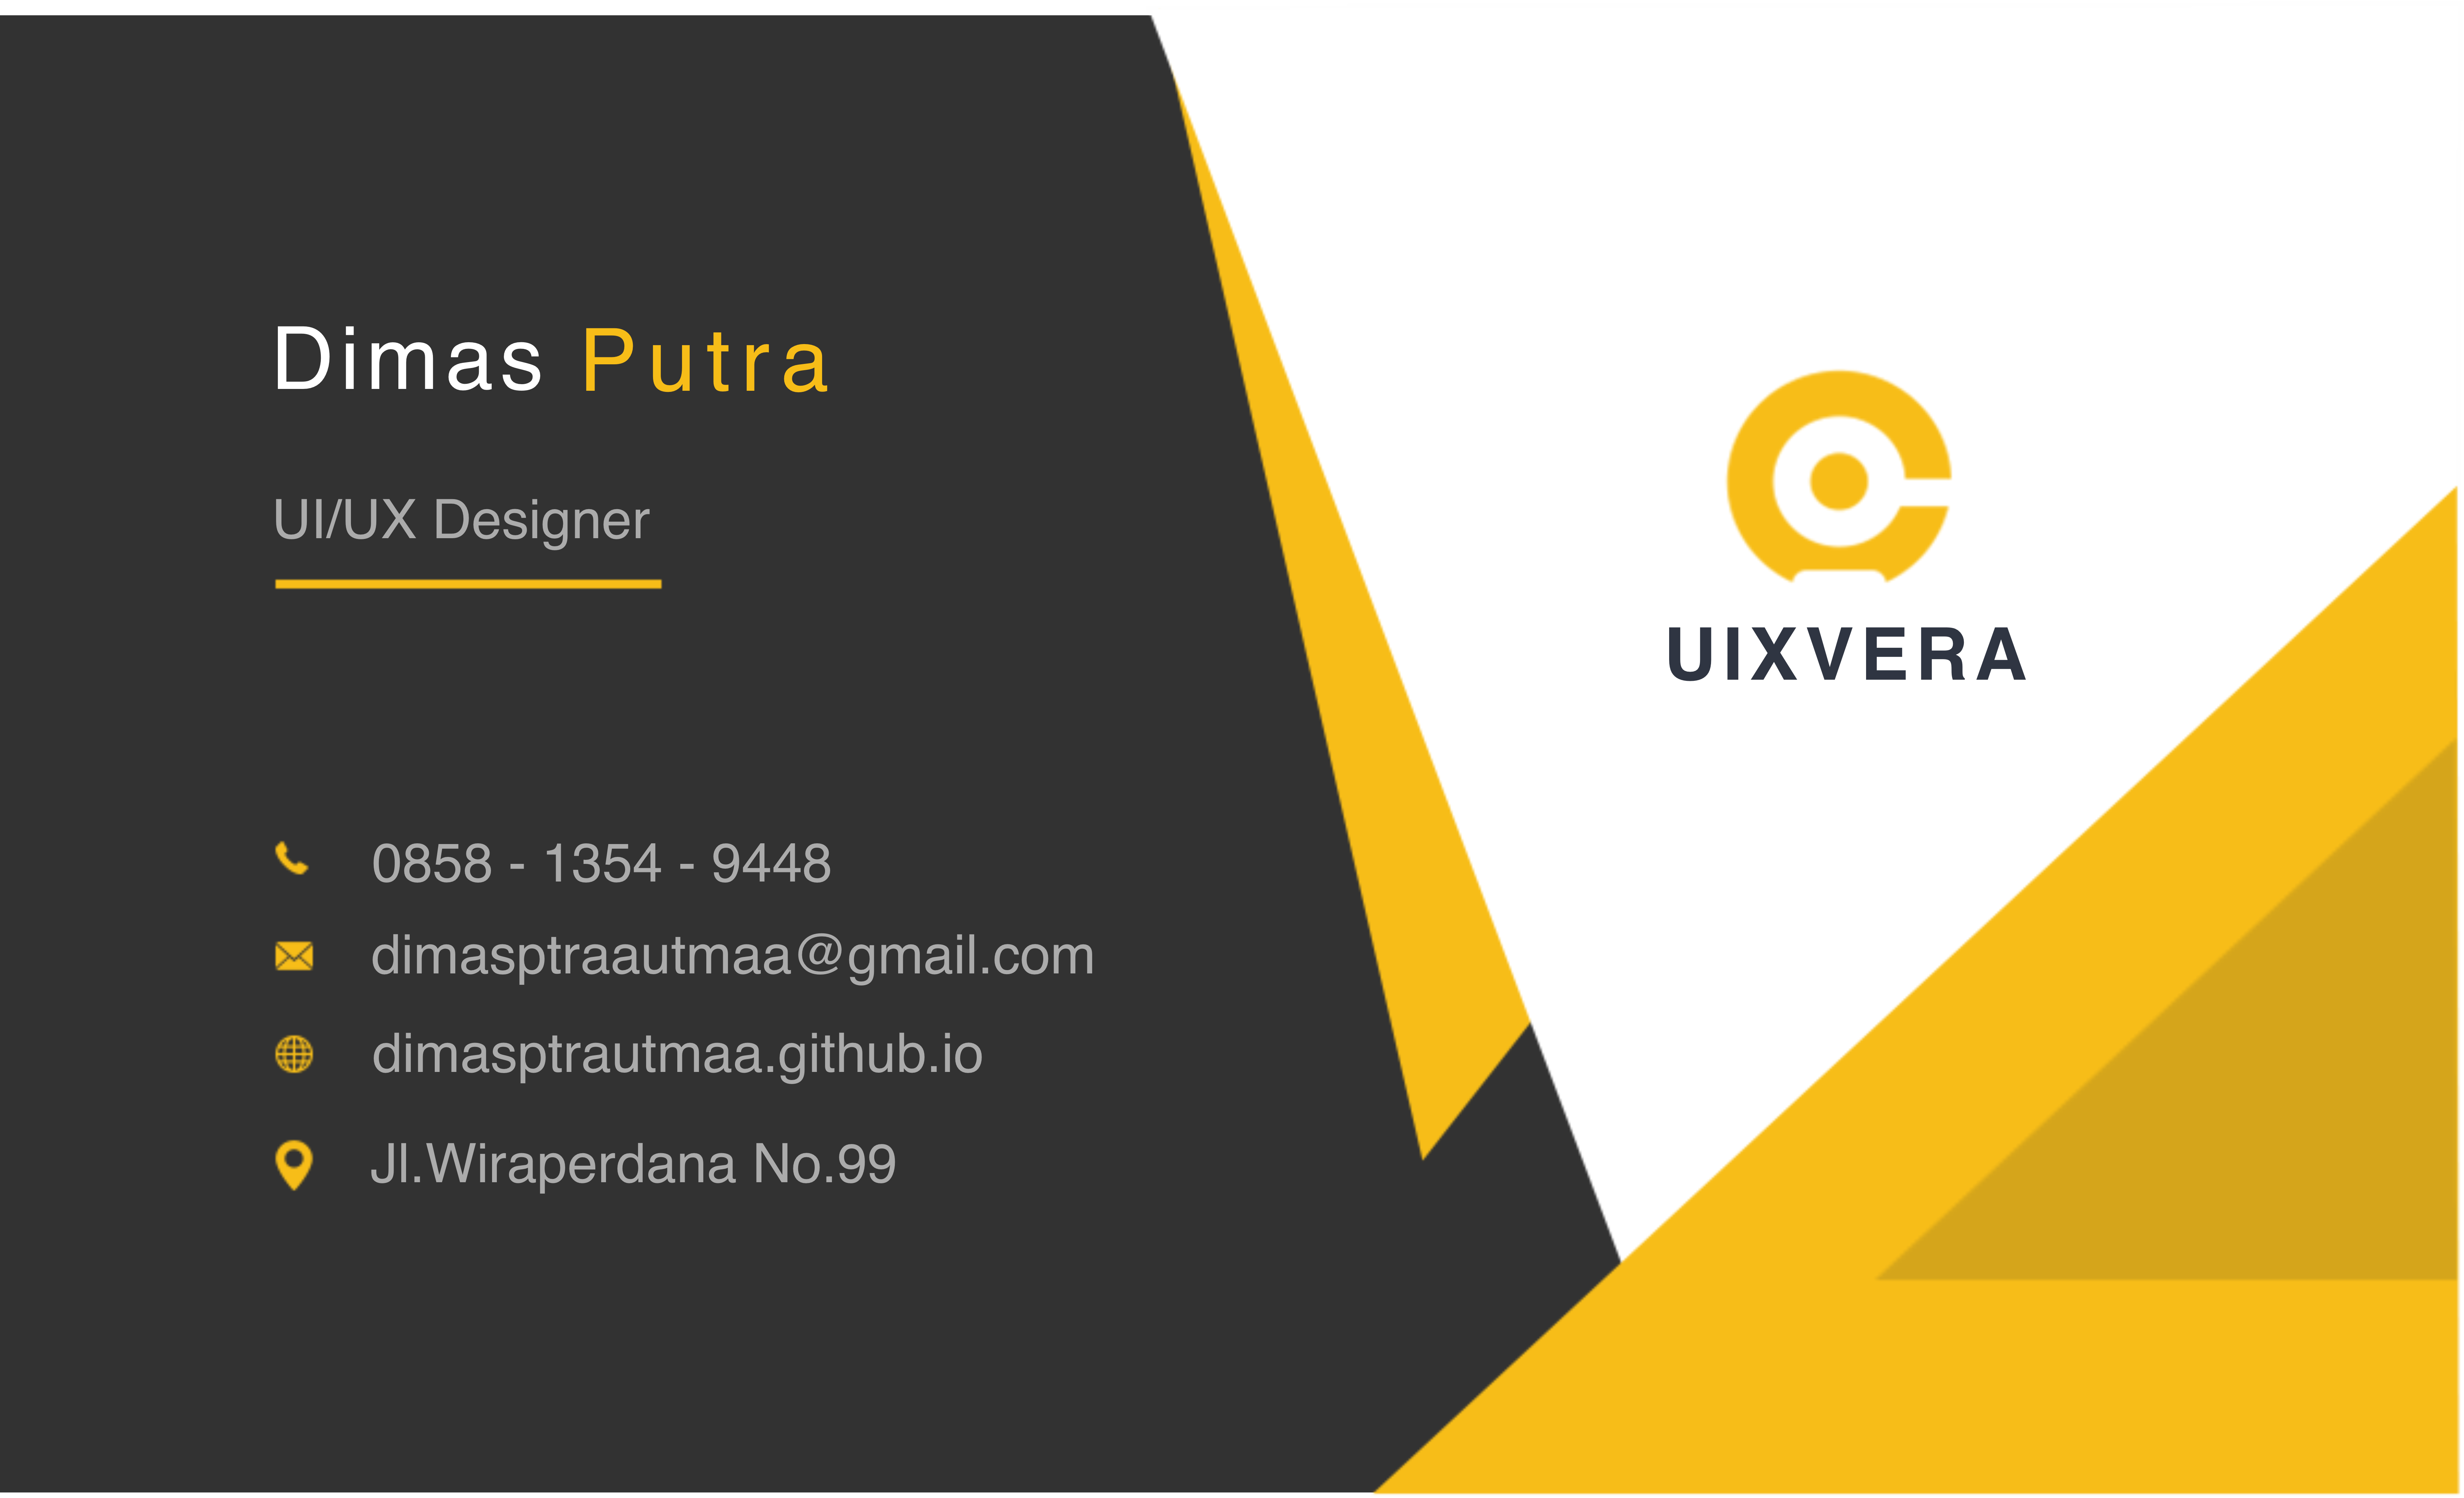 Dimas Putra
UI/UX Designer
0858 - 1354 - 9448
dimasptraautmaa@gmail.com
dimasptrautmaa.github.io
Jl.Wiraperdana No.99
UIXVERA